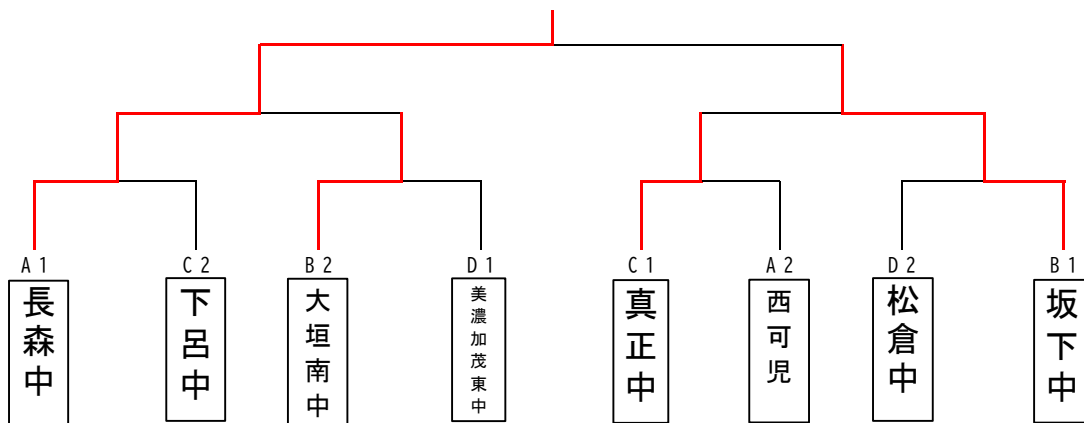 A1
C2
B2
D1
C1
A2
D2
B1
長森中
下呂中
大垣南中
美濃加茂東中
真正中
西可児
松倉中
坂下中